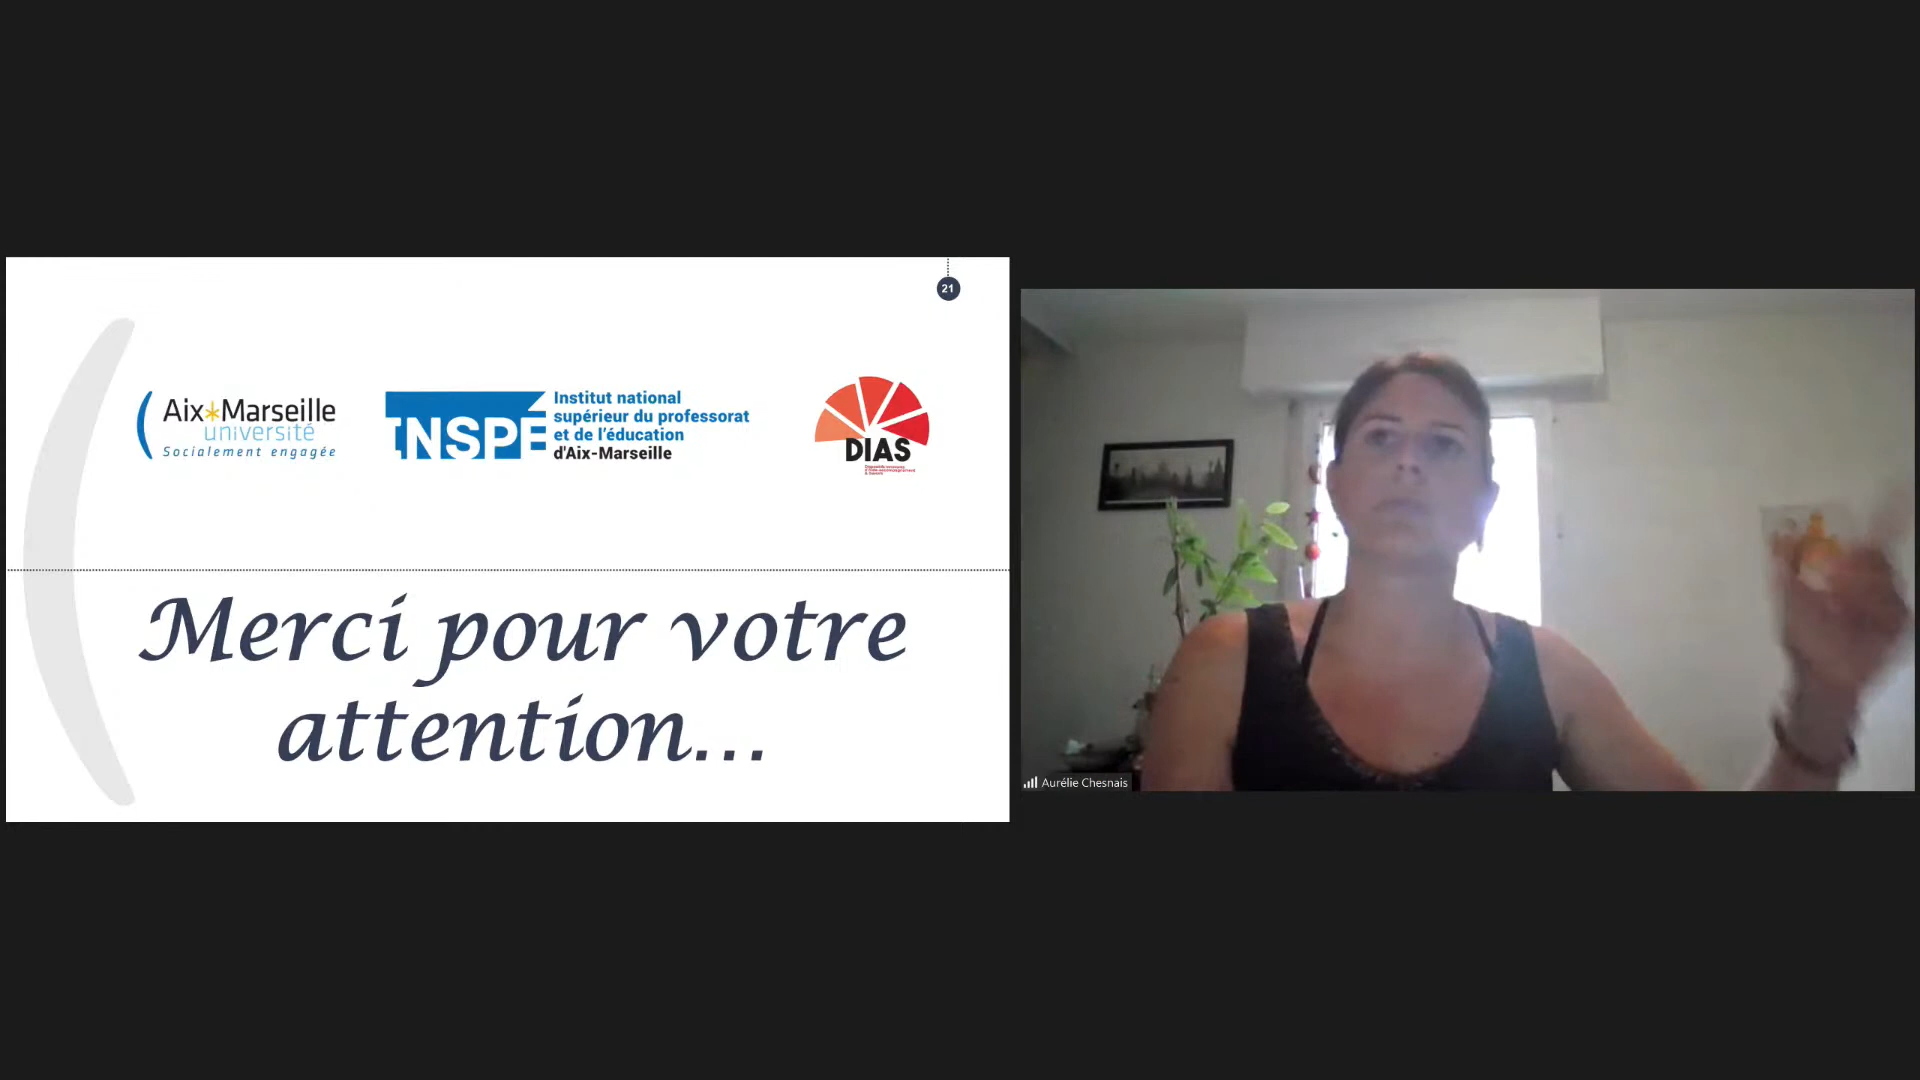 21
Aix*Marseille
université
Socialement engagée
INSPÉ
Institut national
supérieur du professorat
et de l'éducation
d'Aix-Marseille
DIAS
Merci pour votre
attention...
Aurélie Chesnais